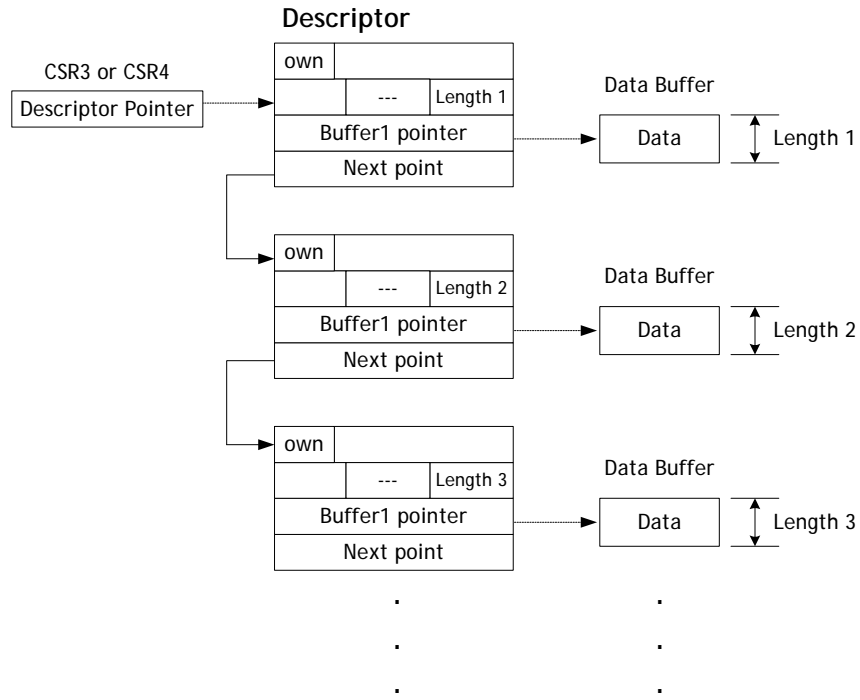 Descriptor
own
CSR3 or CSR4
Descriptor Pointer
--- Length 1
Buffer1 pointer
Next point
Data Buffer
Data
Length 1
own
--- Length 2
Buffer1 pointer
Next point
Data Buffer
Data
Length 2
own
--- Length 3
Buffer1 pointer
Next point
Data Buffer
Data
Length 3
. .
. .
. .